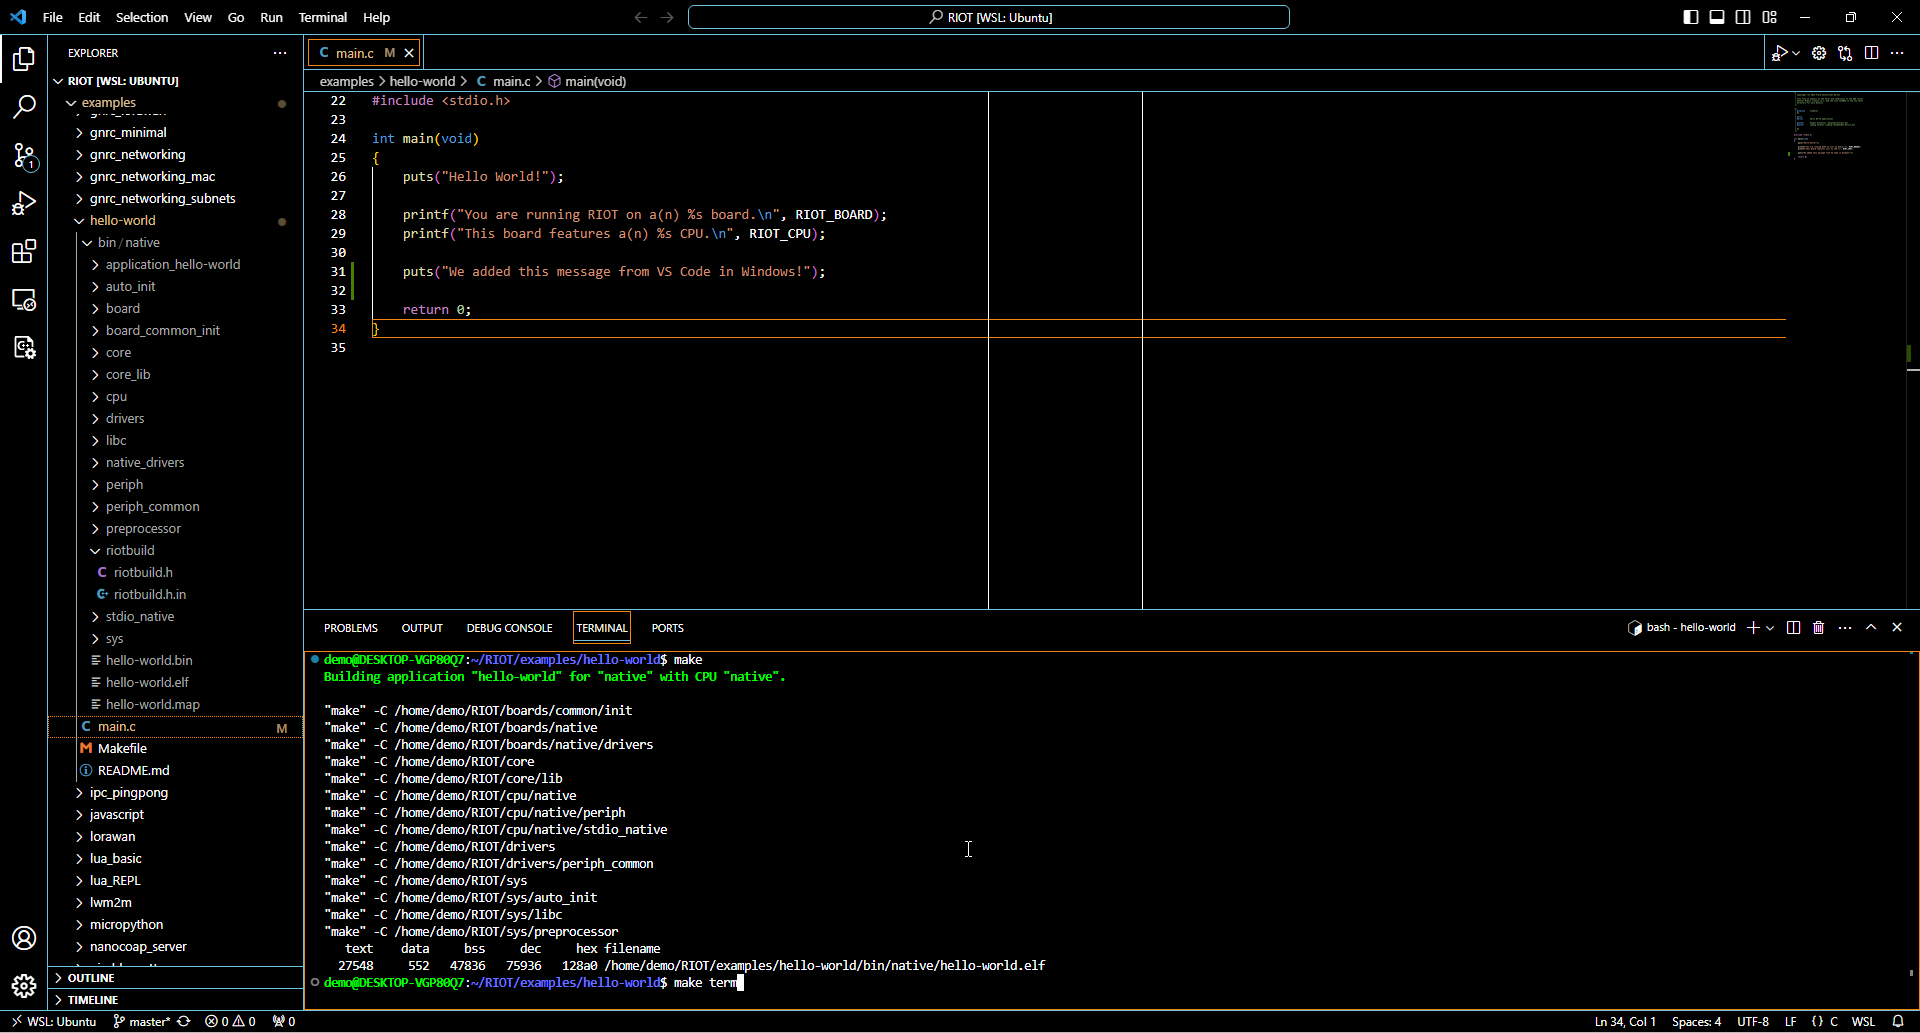 File Edit Selection View Go Run Terminal Help
RIOT [WSL: Ubuntu]
EXPLORER
RIOT [WSL: UBUNTU]
examples
gnrc_minimal
gnrc_networking
gnrc_networking_mac
gnrc_networking_subnets
hello-world
bin / native
application_hello-world
auto_init
board
board_common_init
core
core_lib
cpu
drivers
libc
native_drivers
periph
periph_common
preprocessor
riotbuild
C riotbuild.h
riotbuild.h.in
stdio_native
sys
hello-world.bin
hello-world.elf
hello-world.map
C main.c M
M Makefile
README.md
ipc_pingpong
javascript
lorawan
lua_basic
lua_REPL
lwm2m
micropython
nanocoap_server
OUTLINE
TIMELINE
C main.c M
examples > hello-world > C main.c > main(void)
22 #include <stdio.h>
23
24 int main(void)
25 {
26 puts("Hello World!");
27
28 printf("You are running RIOT on a(n) %s board.\n", RIOT_BOARD);
29 printf("This board features a(n) %s CPU.\n", RIOT_CPU);
30
31 puts("We added this message from VS Code in Windows!");
32
33 return 0;
34 }
35
PROBLEMS OUTPUT DEBUG CONSOLE TERMINAL PORTS
bash - hello-world
demo@DESKTOP-VGP80Q7:~/RIOT/examples/hello-world$ make
Building application "hello-world" for "native" with CPU "native".
"make" -C /home/demo/RIOT/boards/common/init
"make" -C /home/demo/RIOT/boards/native
"make" -C /home/demo/RIOT/boards/native/drivers
"make" -C /home/demo/RIOT/core
"make" -C /home/demo/RIOT/core/lib
"make" -C /home/demo/RIOT/cpu/native
"make" -C /home/demo/RIOT/cpu/native/periph
"make" -C /home/demo/RIOT/cpu/native/stdio_native
"make" -C /home/demo/RIOT/drivers
"make" -C /home/demo/RIOT/drivers/periph_common
"make" -C /home/demo/RIOT/sys
"make" -C /home/demo/RIOT/sys/auto_init
"make" -C /home/demo/RIOT/sys/libc
"make" -C /home/demo/RIOT/sys/preprocessor
text data bss dec hex filename
27548 552 47836 75936 128a0 /home/demo/RIOT/examples/hello-world/bin/native/hello-world.elf
demo@DESKTOP-VGP80Q7:~/RIOT/examples/hello-world$ make term
WSL: Ubuntu master* 0 0 0
Ln 34, Col 1 Spaces: 4 UTF-8 LF {} C WSL